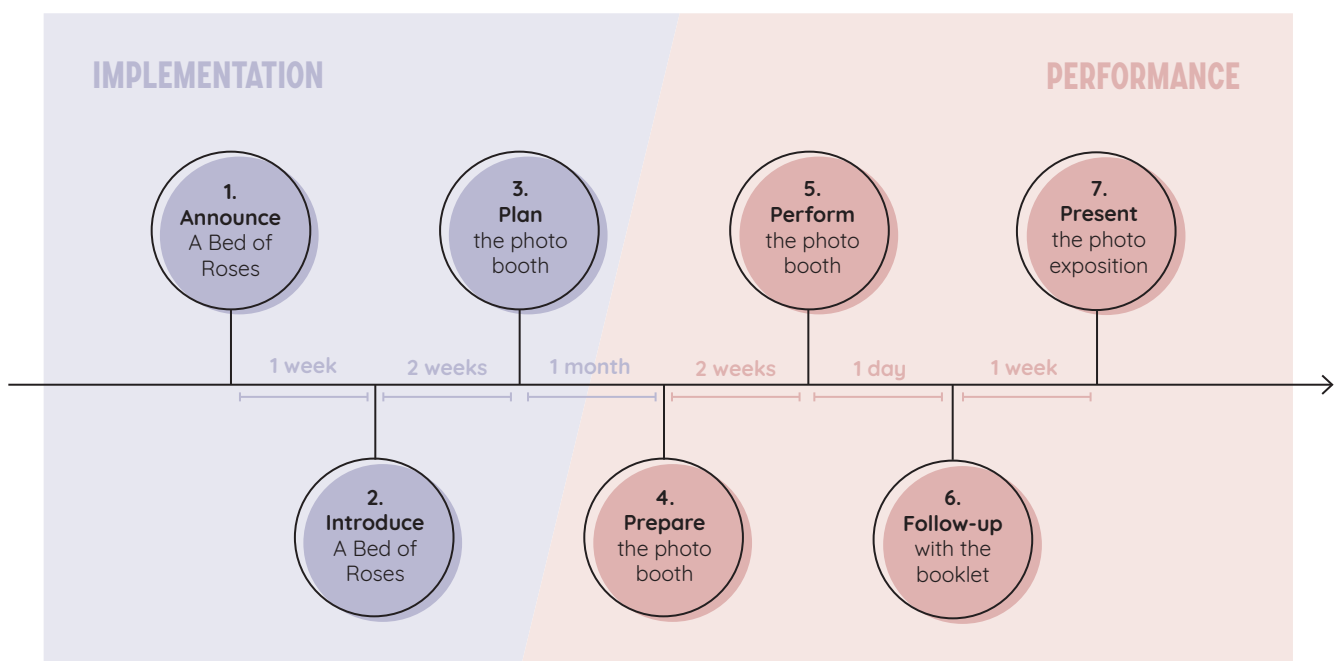 IMPLEMENTATION
PERFORMANCE
1.
Announce
A Bed of
Roses
3.
Plan
the photo
booth
5.
Perform
the photo
booth
7.
Present
the photo
exposition
1 week
2 weeks
1 month
2 weeks
1 day
1 week
2.
Introduce
A Bed of
Roses
4.
Prepare
the photo
booth
6.
Follow-up
with the
booklet